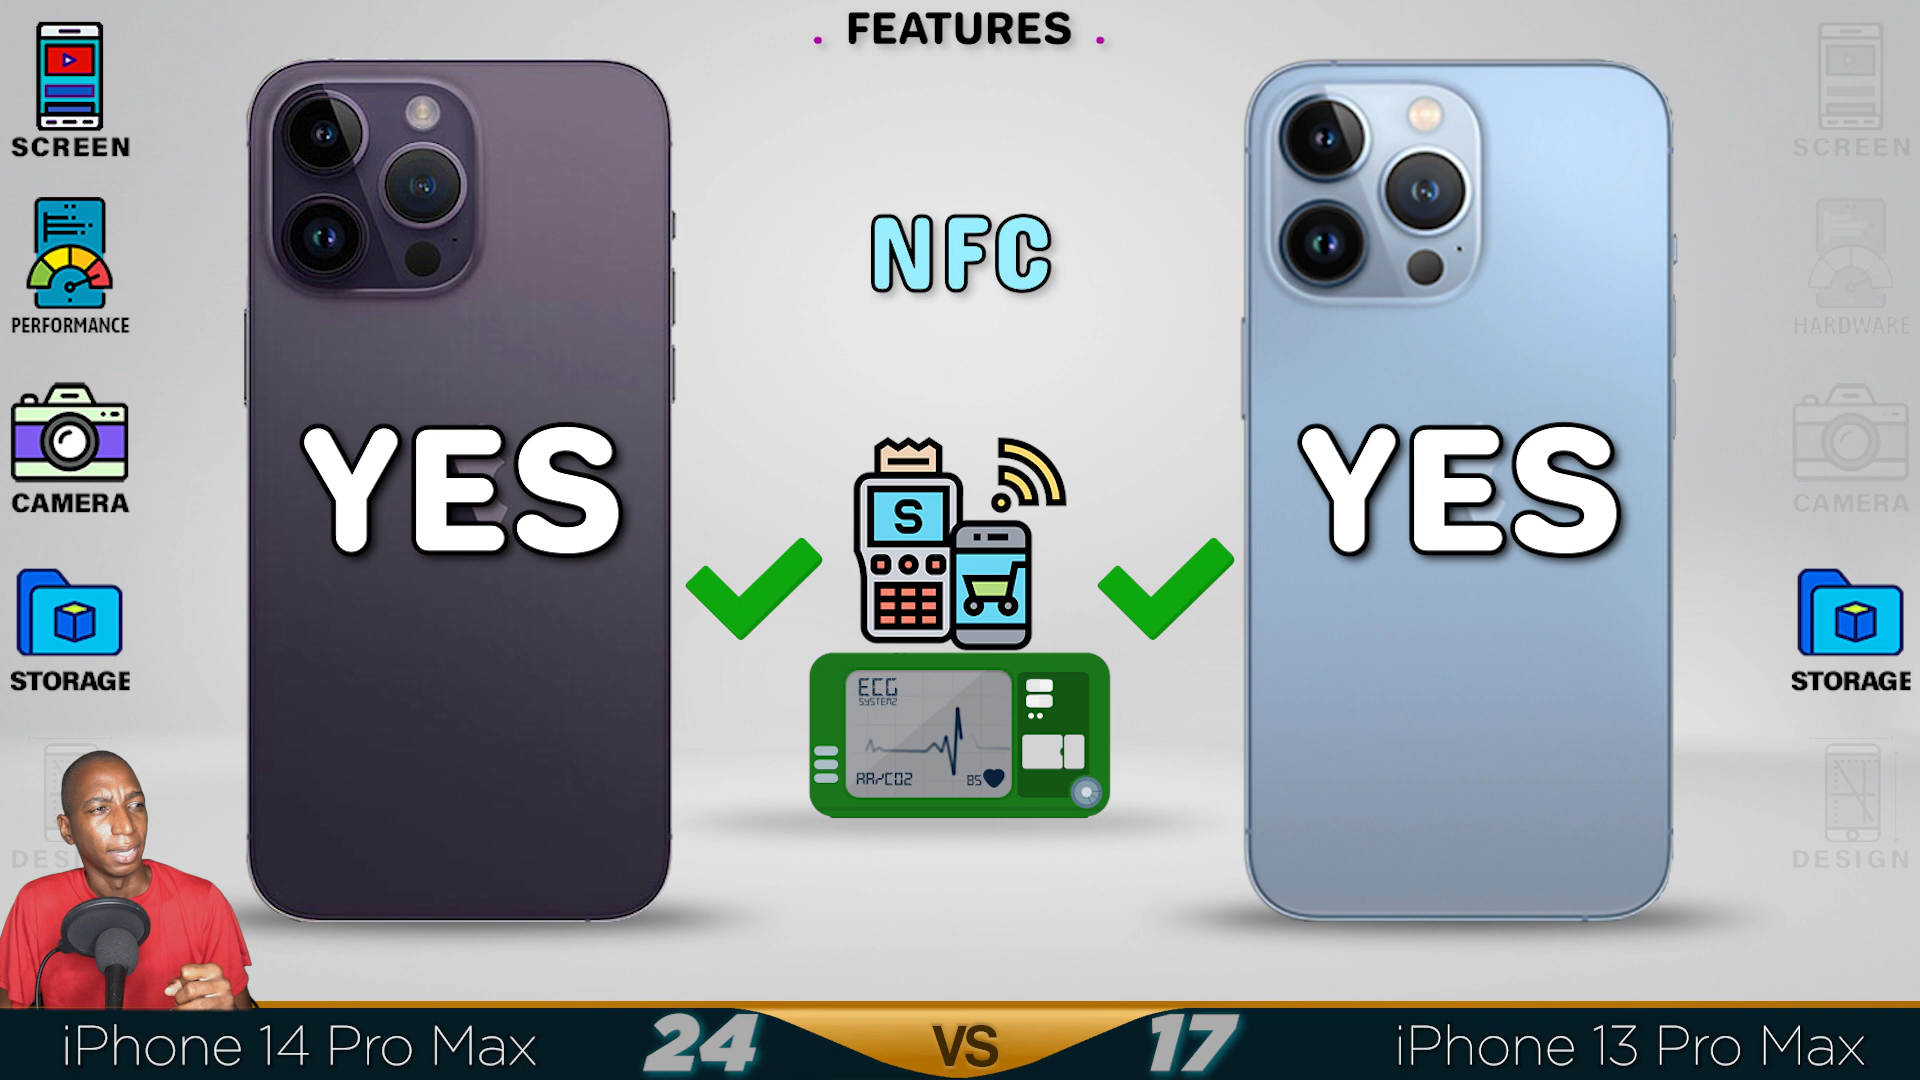 . FEATURES .
SCREEN
SCREEN
PERFORMANCE
NFC
HARDWARE
YES
YES
CAMERA
CAMERA
S
STORAGE
STORAGE
ECG
SYSTEMZ
RR/CO2
85
DESIGN
iPhone 14 Pro Max
24
VS
17
iPhone 13 Pro Max